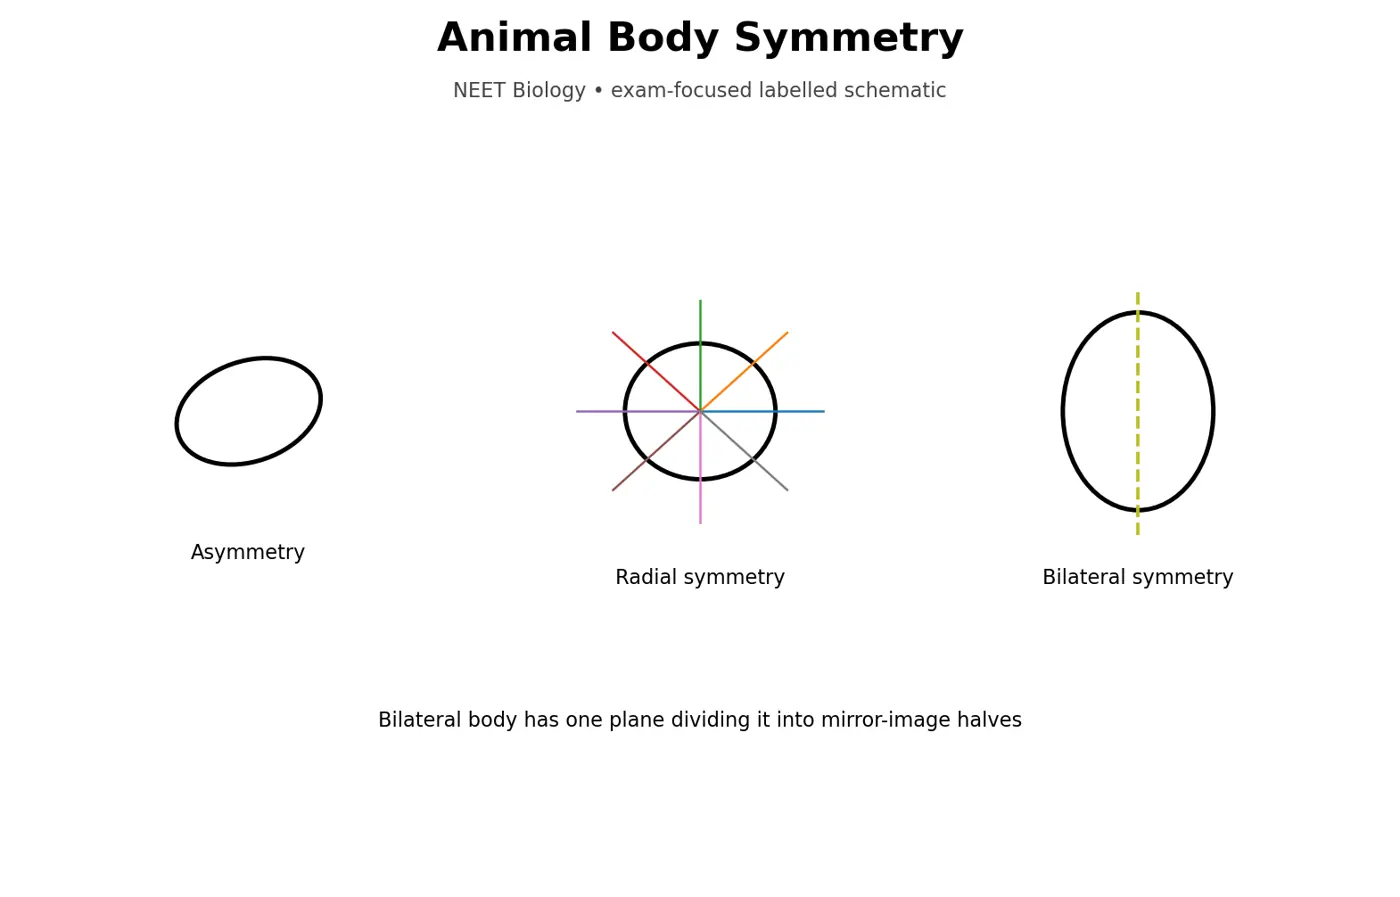 Animal Body Symmetry
NEET Biology • exam-focused labelled schematic
Asymmetry
Radial symmetry
Bilateral symmetry
Bilateral body has one plane dividing it into mirror-image halves